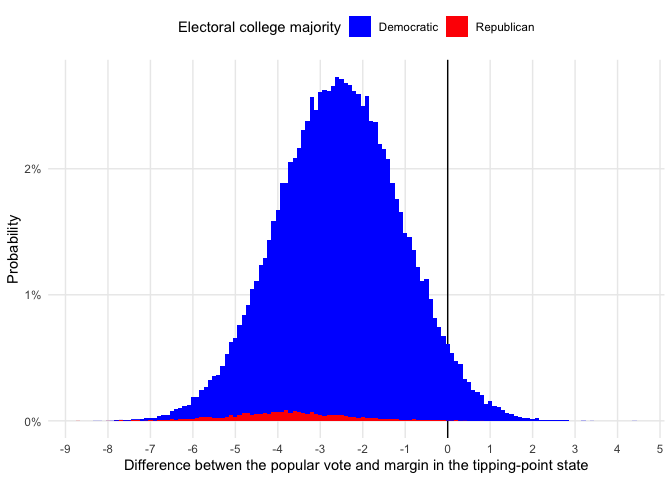 Electoral college majority Democratic Republican
Probability
2%
1%
0%
-9 -8 -7 -6 -5 -4 -3 -2 -1 0 1 2 3 4 5
Difference betwen the popular vote and margin in the tipping-point state